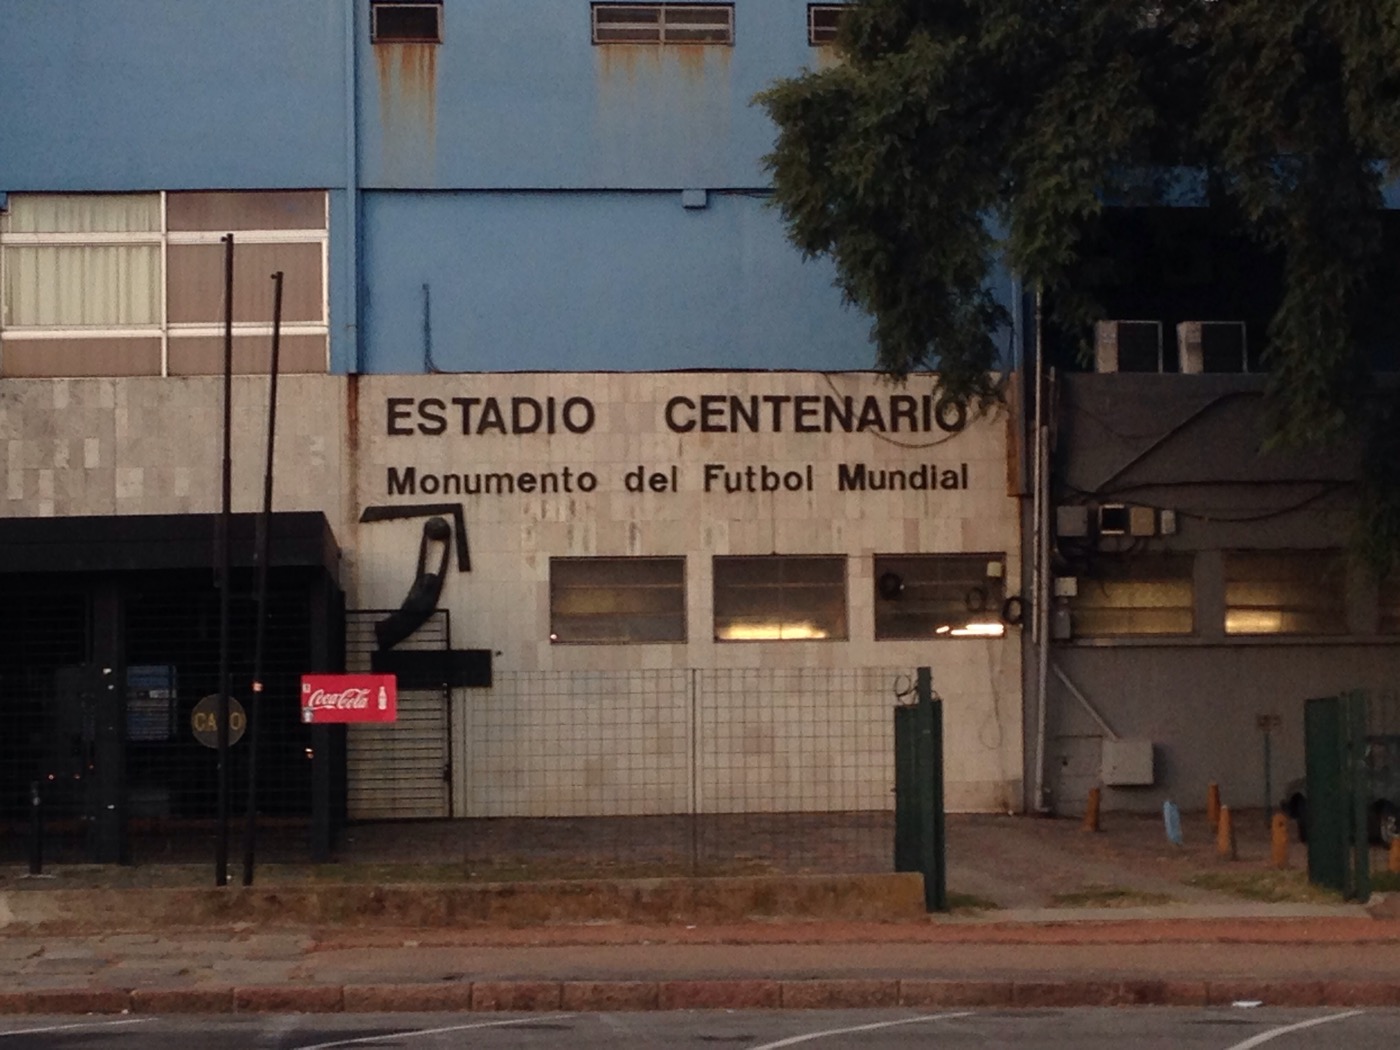 ESTADIO CENTENARIO
Monumento del Futbol Mundial
Coca-Cola